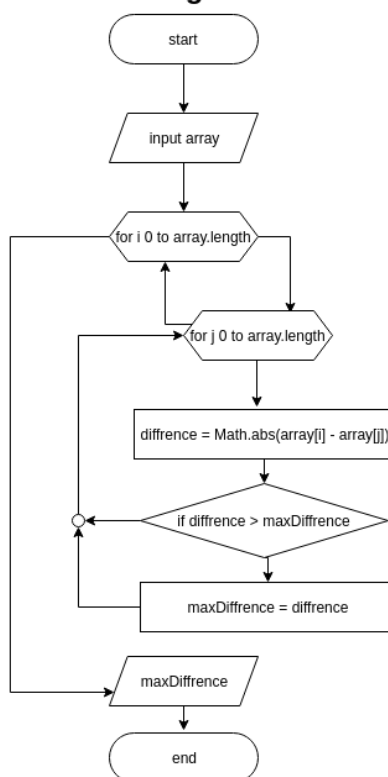 start
input array
for i 0 to array.length
for j 0 to array.length
diffrence = Math.abs(array[i] - array[j])
if diffrence > maxDiffrence
maxDiffrence = diffrence
maxDiffrence
end